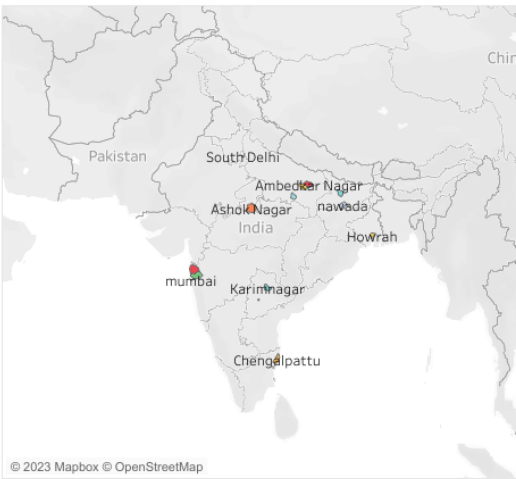 Chin
South Delhi
Pakistan
Ambedkar Nagar
Ashok Nagar
nawada
India
Howrah
mumbai
Karimnagar
Chengalpattu
© 2023 Mapbox © OpenStreetMap